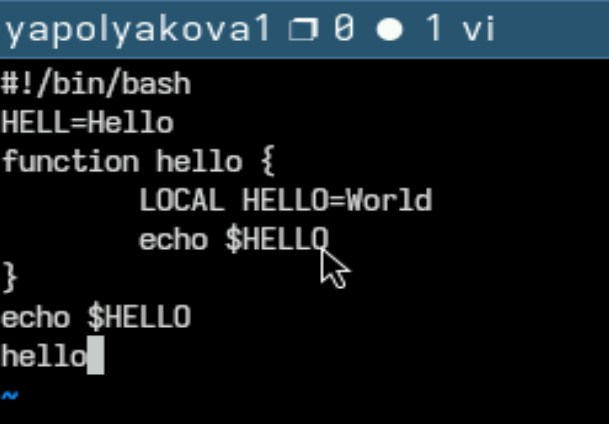 yapolyakova1 ❐ 0 ● 1 vi
#!/bin/bash
HELL=Hello
function hello {
        LOCAL HELLO=World
        echo $HELLO
}
echo $HELLO
hello
~